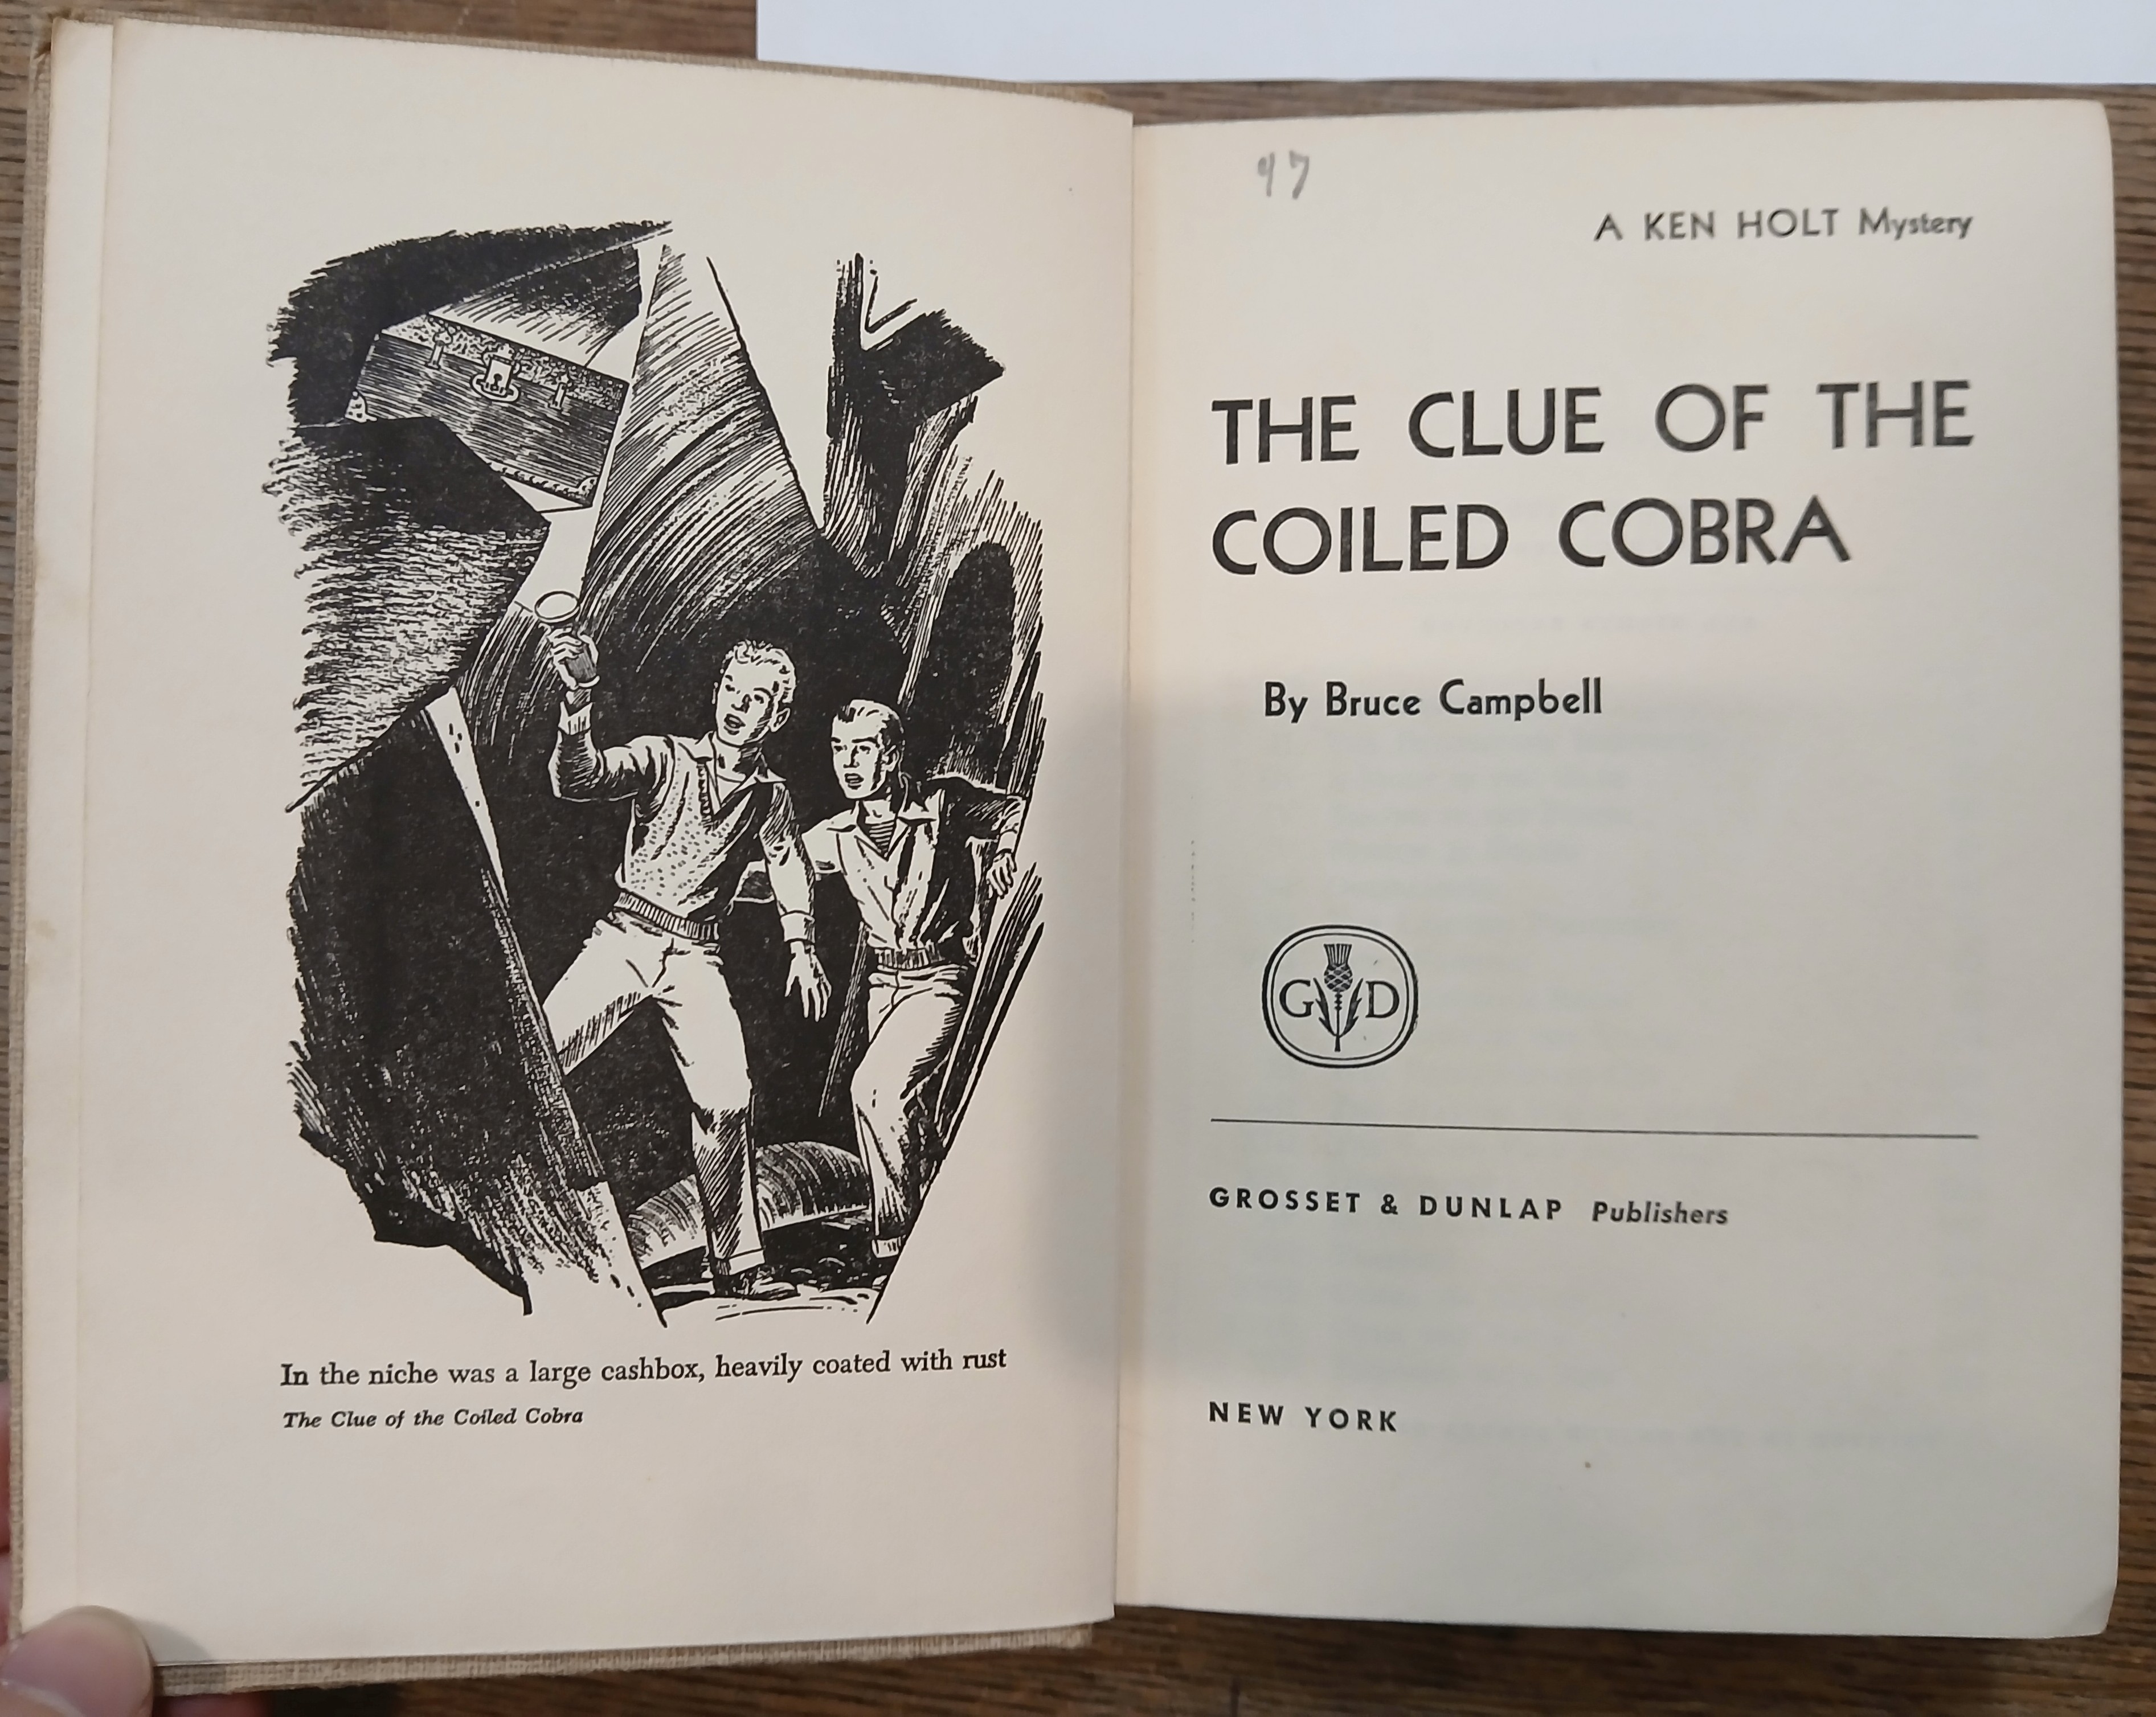 In the niche was a large cashbox, heavily coated with rust
The Clue of the Coiled Cobra
97
A KEN HOLT Mystery
THE CLUE OF THE
COILED COBRA
By Bruce Campbell
G D
GROSSET & DUNLAP Publishers
NEW YORK